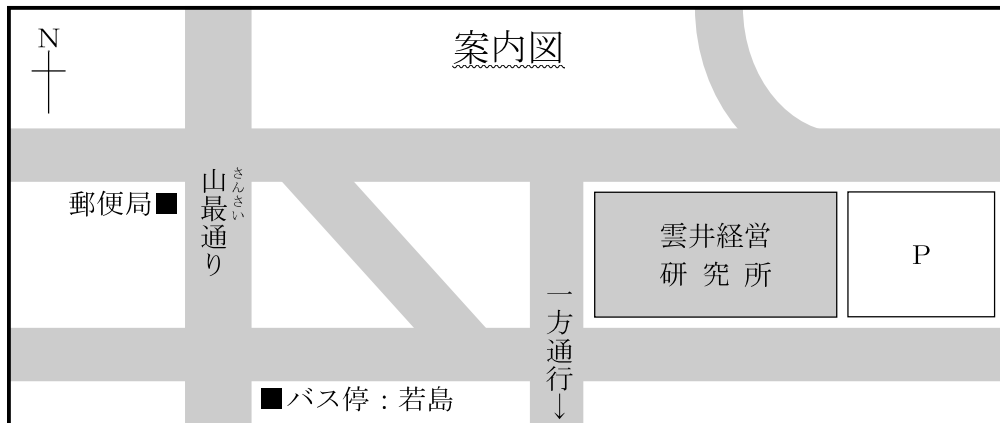 N
案内図
郵便局■
山最通り
さんさい
雲井経営
研究所
P
一方通行→
■バス停：若島